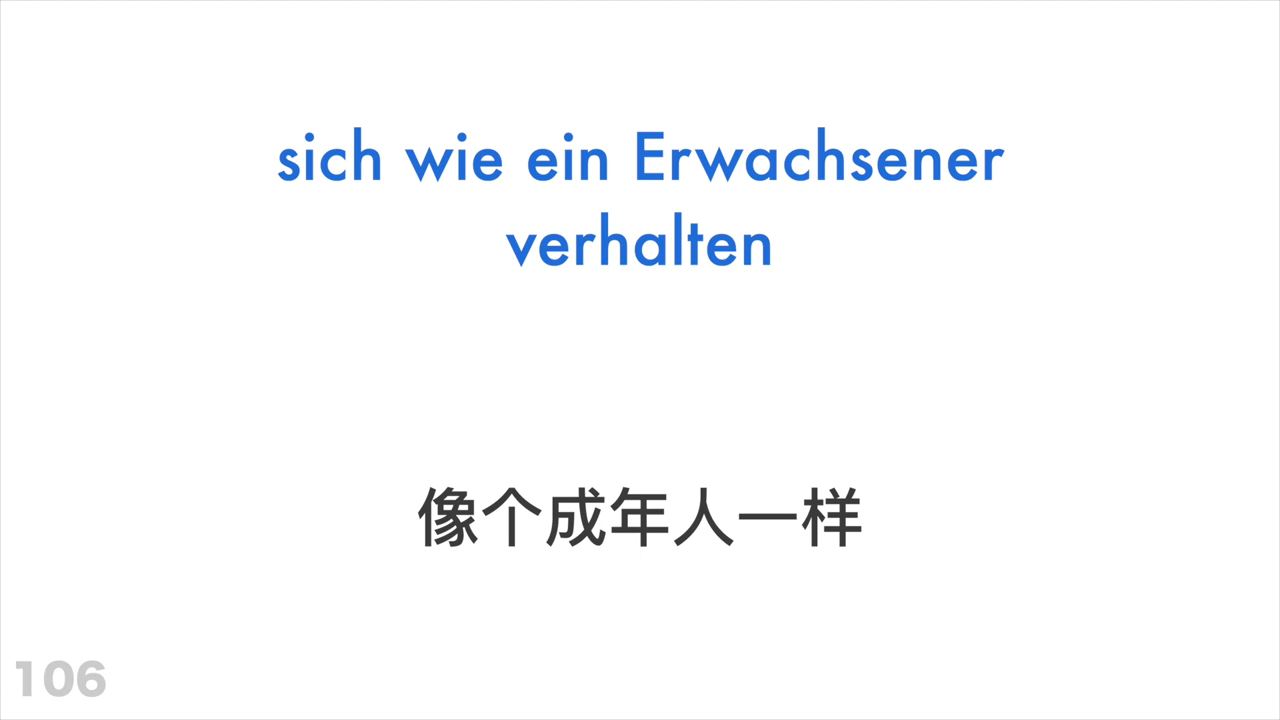 sich wie ein Erwachsener
verhalten
像个成年人一样
106